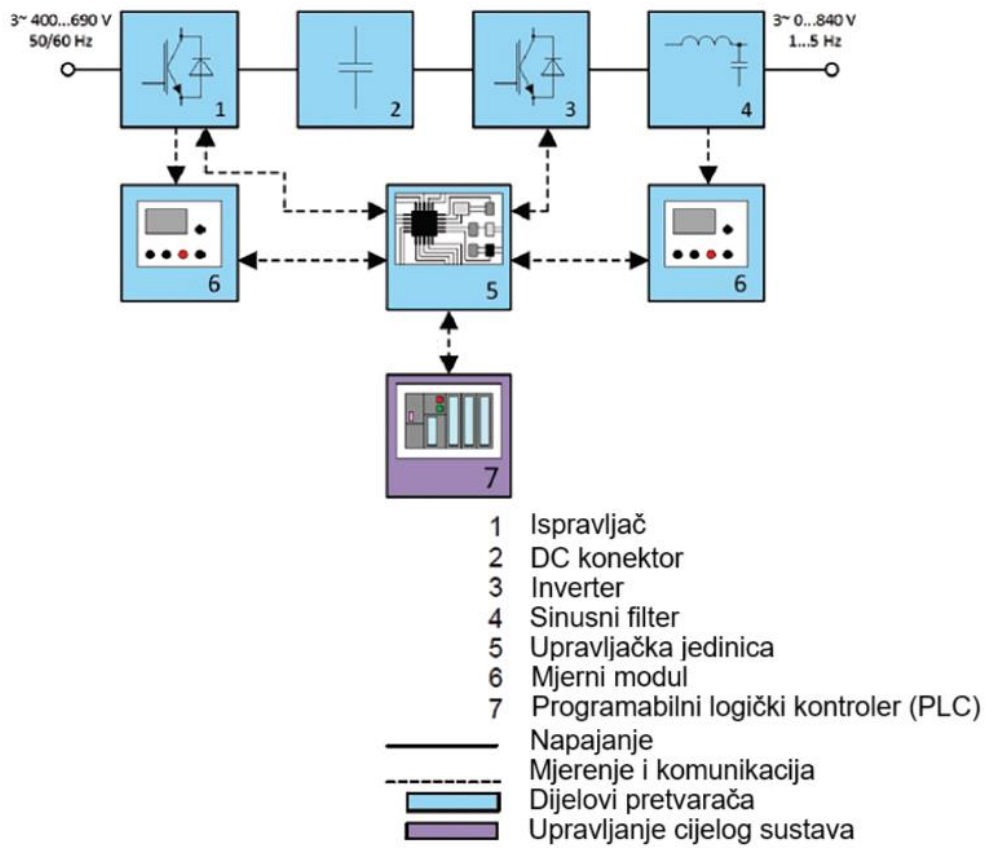 3~ 400...690 V
50/60 Hz
3~ 0...840 V
1...5 Hz
1
2
3
4
6
5
6
7
1 Ispravljač
2 DC konektor
3 Inverter
4 Sinusni filter
5 Upravljačka jedinica
6 Mjerni modul
7 Programabilni logički kontroler (PLC)
Napajanje
Mjerenje i komunikacija
Dijelovi pretvarača
Upravljanje cijelog sustava